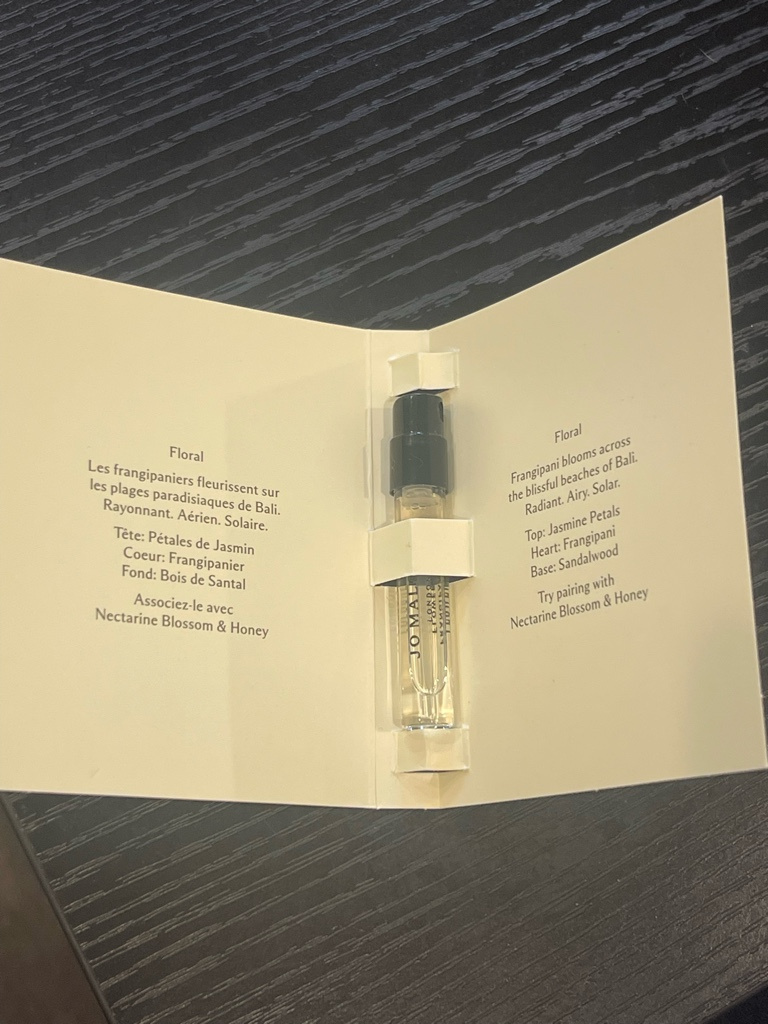 Floral
Les frangipaniers fleurissent sur
les plages paradisiaques de Bali.
Rayonnant. Aérien. Solaire.
Tête: Pétales de Jasmin
Coeur: Frangipanier
Fond: Bois de Santal
Associez-le avec
Nectarine Blossom & Honey
JO MAL
Floral
Frangipani blooms across
the blissful beaches of Bali.
Radiant. Airy. Solar.
Top: Jasmine Petals
Heart: Frangipani
Base: Sandalwood
Try pairing with
Nectarine Blossom & Honey